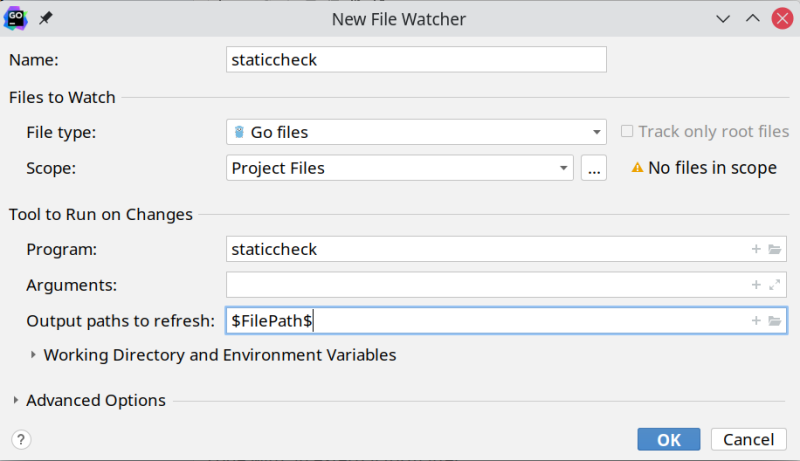 GO
New File Watcher
Name: staticcheck
Files to Watch
File type: Go files Track only root files
Scope: Project Files ... No files in scope
Tool to Run on Changes
Program: staticcheck
Arguments:
Output paths to refresh: $FilePath$
Working Directory and Environment Variables
Advanced Options
? OK Cancel